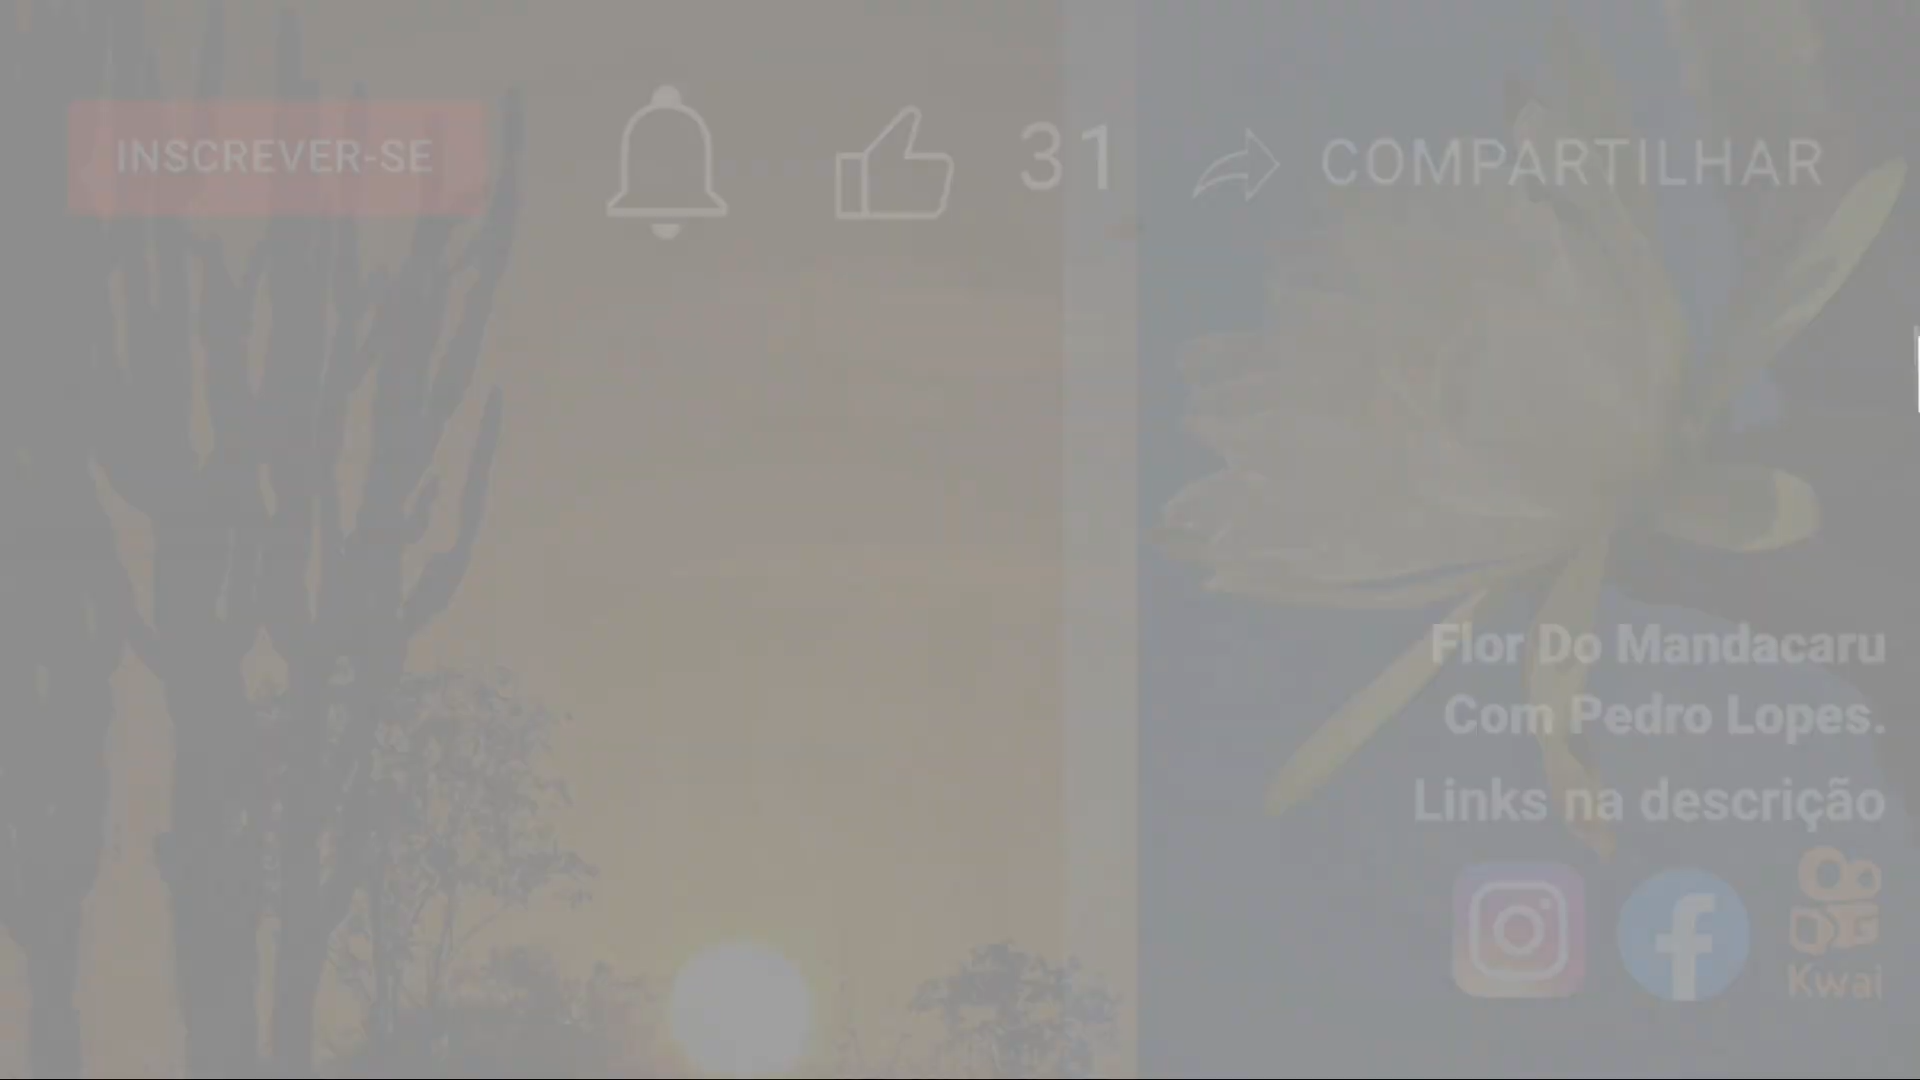 INSCREVER-SE
31
COMPARTILHAR
Flor Do Mandacaru
Com Pedro Lopes.
Links na descrição
Kwai